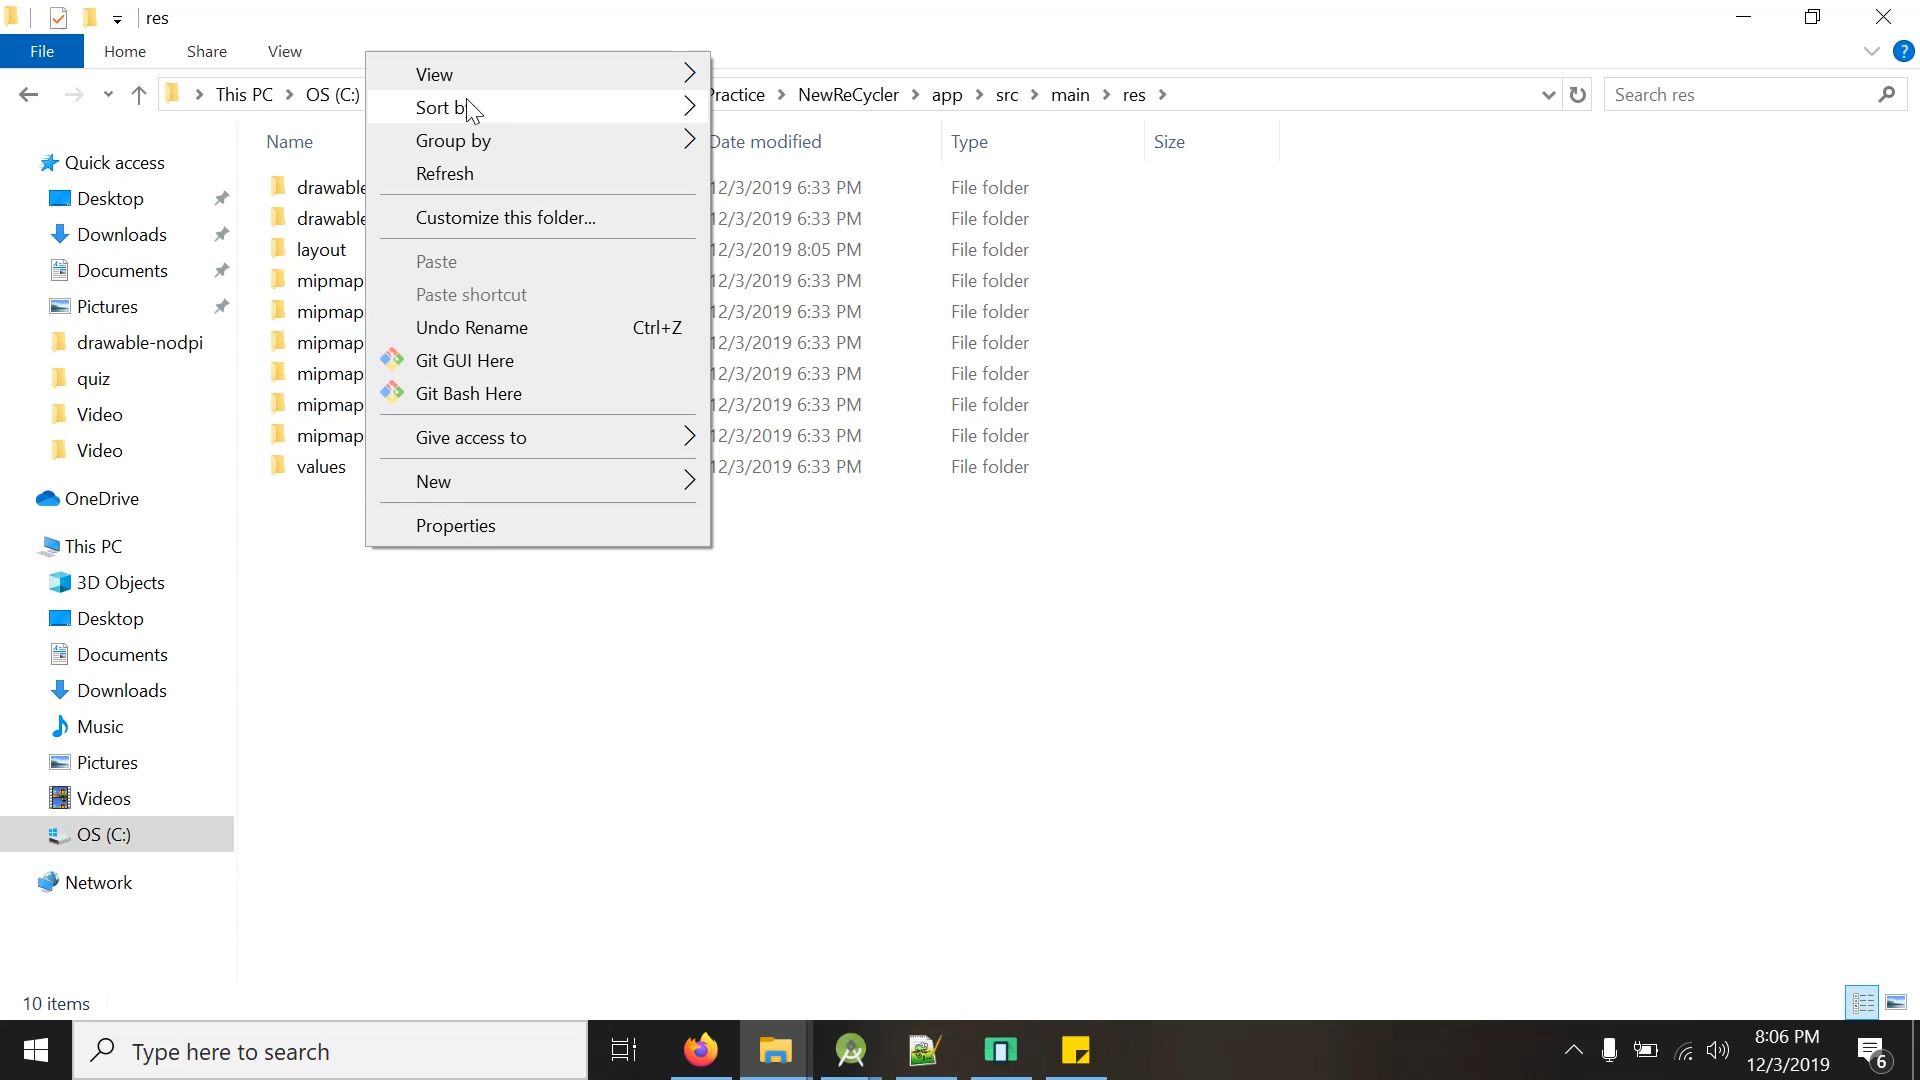 res
File Home Share View
This PC OS (C:) Practice NewReCycler app src main res Search res
Quick access
Desktop
Downloads
Documents
Pictures
drawable-nodpi
quiz
Video
Video
OneDrive
This PC
3D Objects
Desktop
Documents
Downloads
Music
Pictures
Videos
OS (C:)
Network
Name Date modified Type Size
drawable 12/3/2019 6:33 PM File folder
drawable 12/3/2019 6:33 PM File folder
layout 12/3/2019 8:05 PM File folder
mipmap 12/3/2019 6:33 PM File folder
mipmap 12/3/2019 6:33 PM File folder
mipmap 12/3/2019 6:33 PM File folder
mipmap 12/3/2019 6:33 PM File folder
mipmap 12/3/2019 6:33 PM File folder
mipmap 12/3/2019 6:33 PM File folder
values 12/3/2019 6:33 PM File folder
View
Sort by
Group by
Refresh
Customize this folder...
Paste
Paste shortcut
Undo Rename Ctrl+Z
Git GUI Here
Git Bash Here
Give access to
New
Properties
10 items
Type here to search
8:06 PM
12/3/2019
6